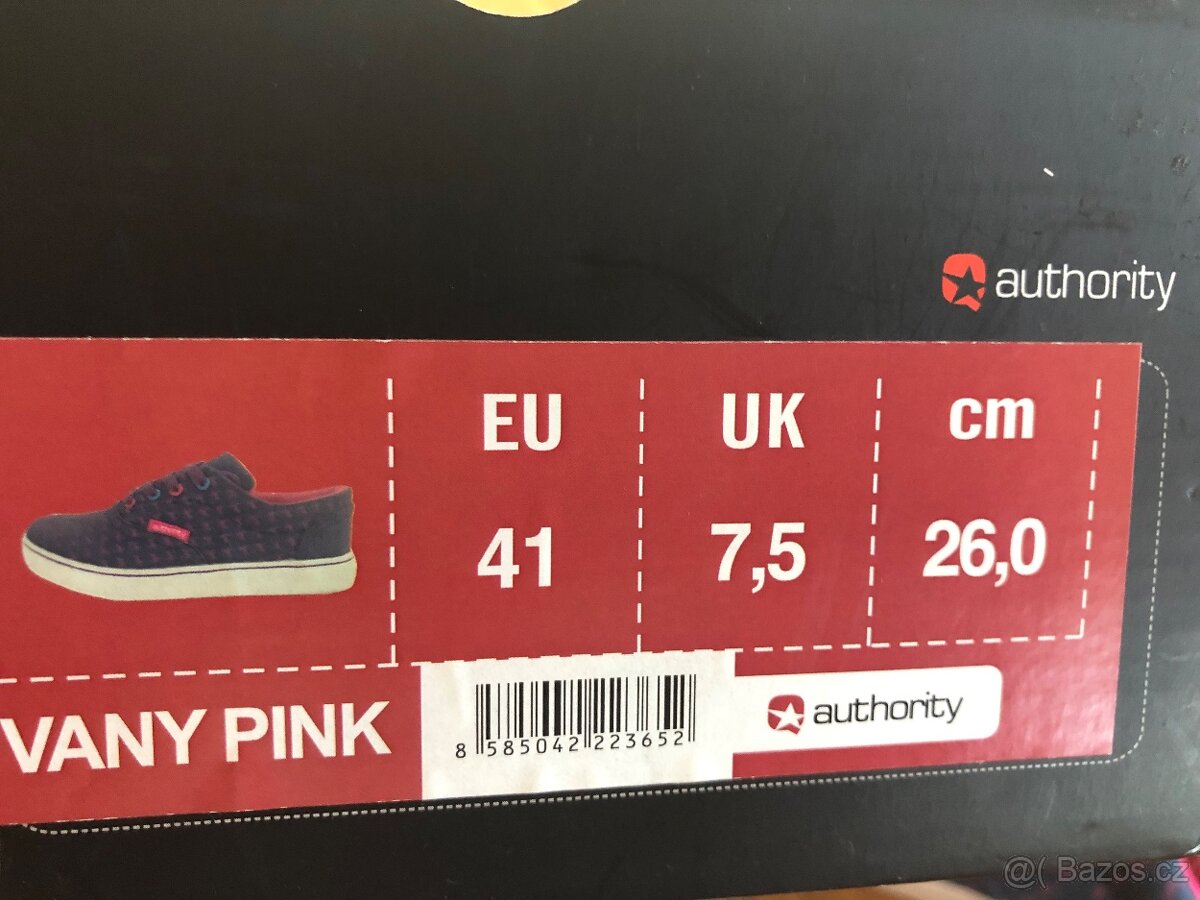 authority
EU UK cm
41 7,5 26,0
VANY PINK
8 585042 223652
authority
@( Bazos.cz